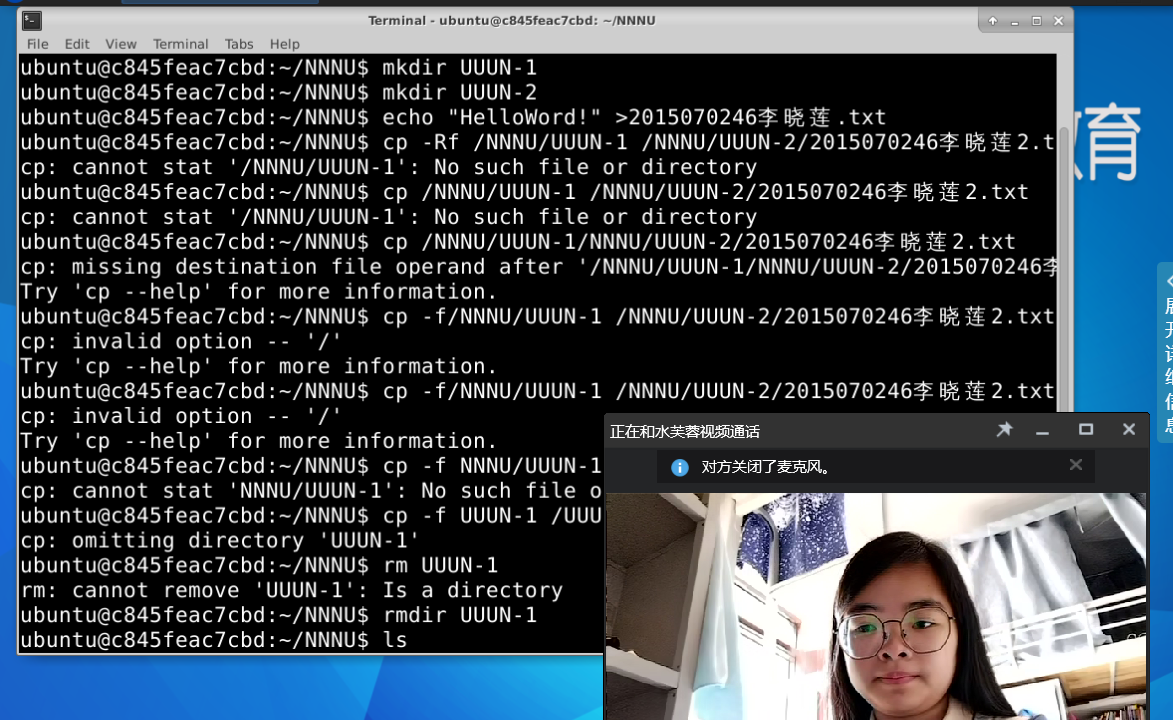 Terminal - ubuntu@c845feac7cbd: ~/NNNU
File Edit View Terminal Tabs Help
ubuntu@c845feac7cbd:~/NNNU$ mkdir UUUN-1
ubuntu@c845feac7cbd:~/NNNU$ mkdir UUUN-2
ubuntu@c845feac7cbd:~/NNNU$ echo "HelloWord!" >2015070246李晓莲.txt
ubuntu@c845feac7cbd:~/NNNU$ cp -Rf /NNNU/UUUN-1 /NNNU/UUUN-2/2015070246李晓莲2.t
cp: cannot stat '/NNNU/UUUN-1': No such file or directory
ubuntu@c845feac7cbd:~/NNNU$ cp /NNNU/UUUN-1 /NNNU/UUUN-2/2015070246李晓莲2.txt
cp: cannot stat '/NNNU/UUUN-1': No such file or directory
ubuntu@c845feac7cbd:~/NNNU$ cp /NNNU/UUUN-1/NNNU/UUUN-2/2015070246李晓莲2.txt
cp: missing destination file operand after '/NNNU/UUUN-1/NNNU/UUUN-2/2015070246李
Try 'cp --help' for more information.
ubuntu@c845feac7cbd:~/NNNU$ cp -f/NNNU/UUUN-1 /NNNU/UUUN-2/2015070246李晓莲2.txt
cp: invalid option -- '/'
Try 'cp --help' for more information.
ubuntu@c845feac7cbd:~/NNNU$ cp -f/NNNU/UUUN-1 /NNNU/UUUN-2/2015070246李晓莲2.txt
cp: invalid option -- '/'
Try 'cp --help' for more information.
ubuntu@c845feac7cbd:~/NNNU$ cp -f NNNU/UUUN-1
cp: cannot stat 'NNNU/UUUN-1': No such file o
ubuntu@c845feac7cbd:~/NNNU$ cp -f UUUN-1 /UUU
cp: omitting directory 'UUUN-1'
ubuntu@c845feac7cbd:~/NNNU$ rm UUUN-1
rm: cannot remove 'UUUN-1': Is a directory
ubuntu@c845feac7cbd:~/NNNU$ rmdir UUUN-1
ubuntu@c845feac7cbd:~/NNNU$ ls
正在和水芙蓉视频通话
对方关闭了麦克风。
育